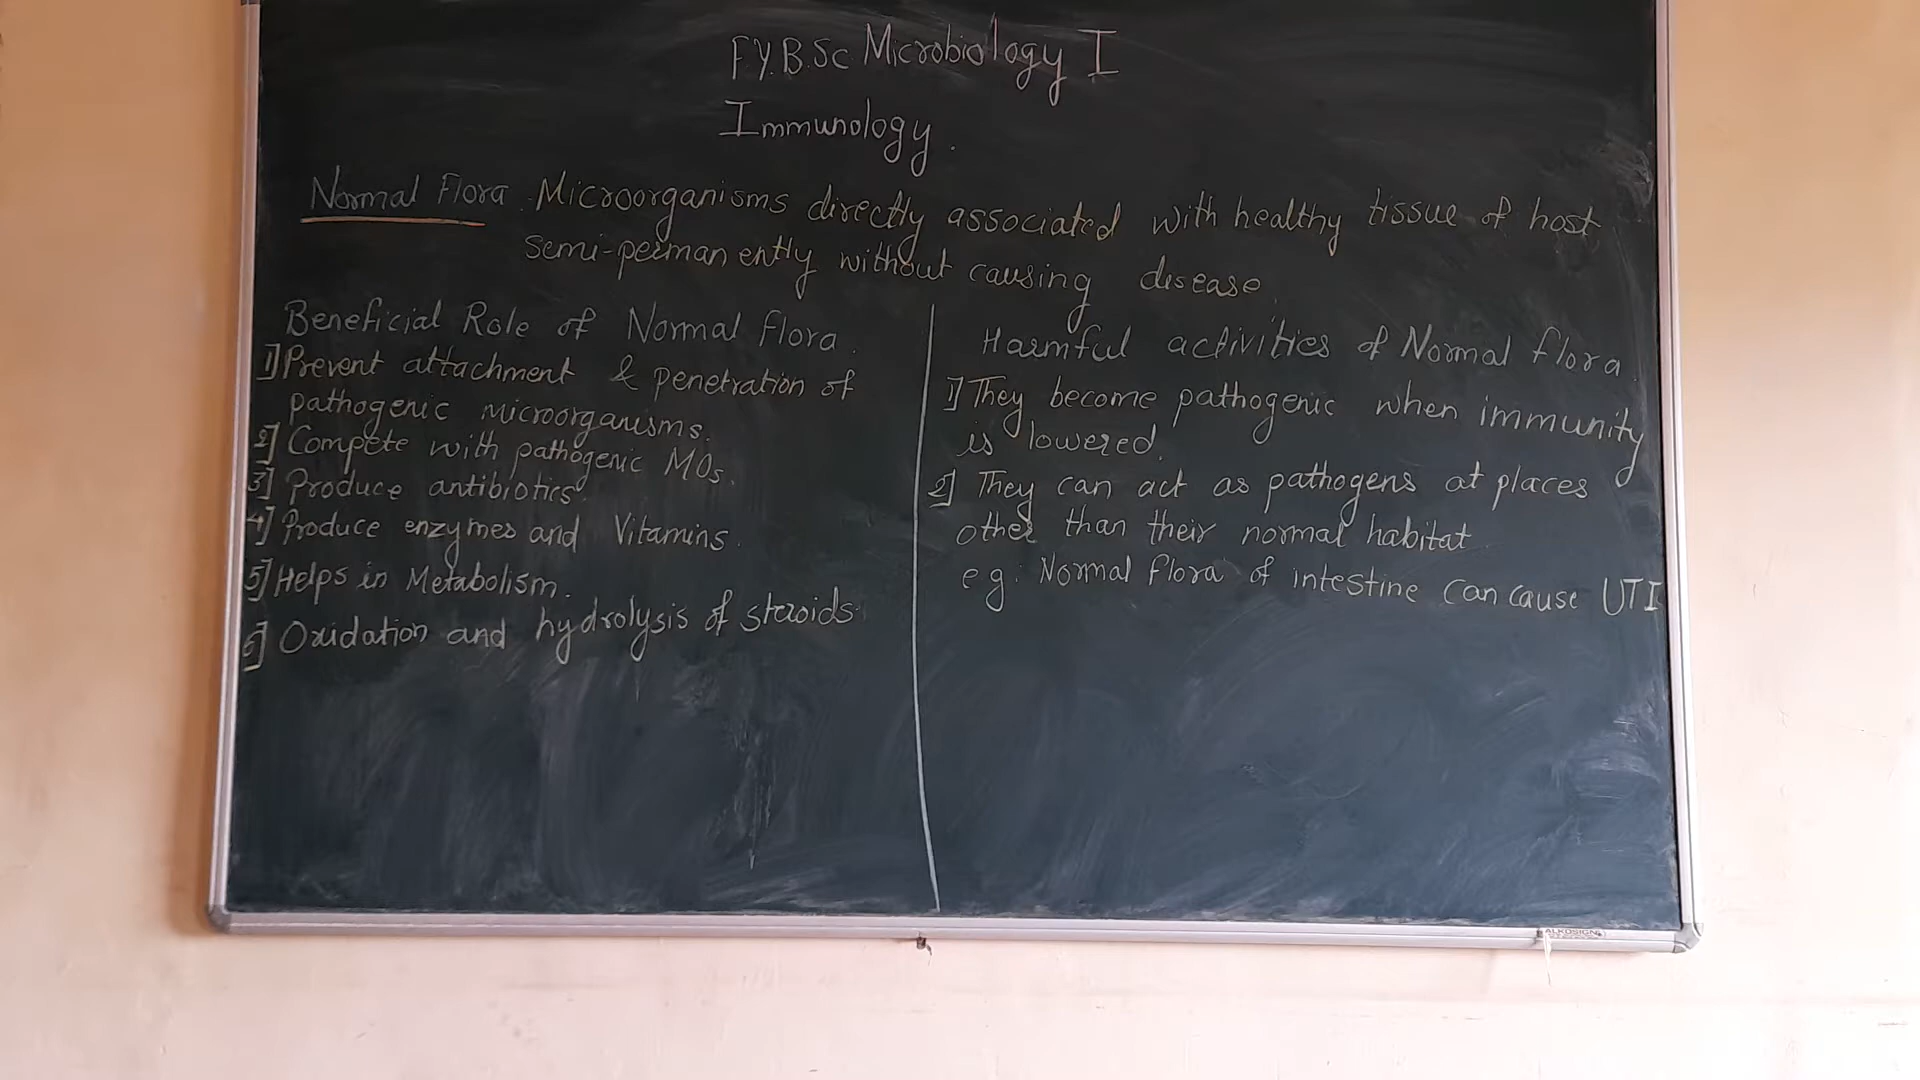 F.Y.B.Sc Microbiology I
Immunology.
Normal Flora. Microorganisms directly associated with healthy tissue of host
semi-permanently without causing disease.
Beneficial Role of Normal Flora.
1] Prevent attachment & penetration of
pathogenic microorganisms.
2] Compete with pathogenic MOs.
3] Produce antibiotics.
4] Produce enzymes and Vitamins.
5] Helps in Metabolism.
6] Oxidation and hydrolysis of steroids.
Harmful activities of Normal Flora.
1] They become pathogenic when immunity
is lowered.
2] They can act as pathogens at places
other than their normal habitat
eg: Normal Flora of intestine can cause UTI
ALKOSIGN